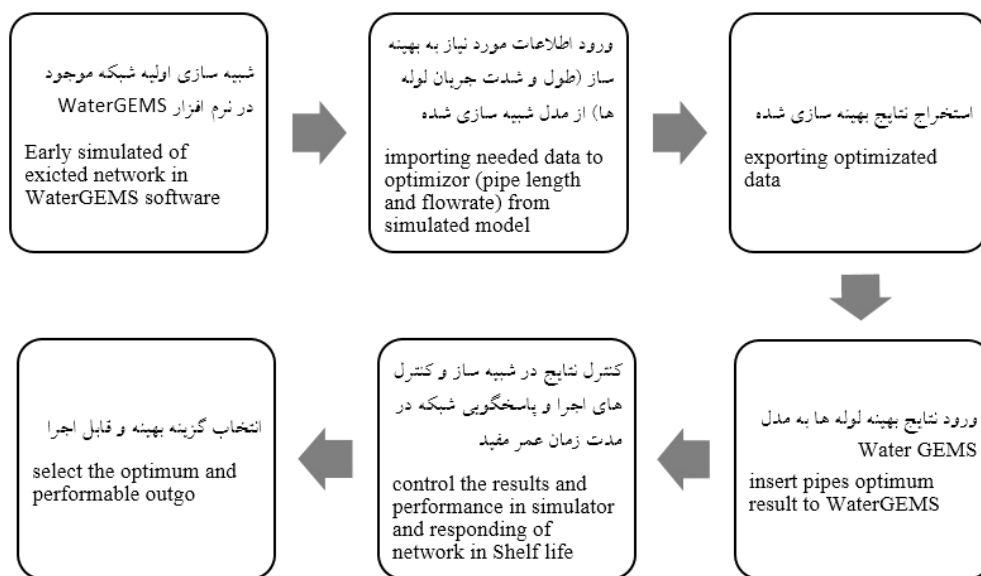 شبیه سازی اولیه شبکه موجود
در نرم افزار WaterGEMS
Early simulated of
exicted network in
WaterGEMS software
ورود اطلاعات مورد نیاز به بهینه
ساز (طول و شدت جریان لوله
ها) از مدل شبیه سازی شده
importing needed data to
optimizor (pipe length
and flowrate) from
simulated model
استخراج نتایج بهینه سازی شده
exporting optimizated
data
ورود نتایج بهینه لوله ها به مدل
Water GEMS
insert pipes optimum
result to WaterGEMS
کنترل نتایج در شبیه ساز و کنترل
های اجرا و پاسخگویی شبکه در
مدت زمان عمر مفید
control the results and
performance in simulator
and responding of
network in Shelf life
انتخاب گزینه بهینه و قابل اجرا
select the optimum and
performable outgo